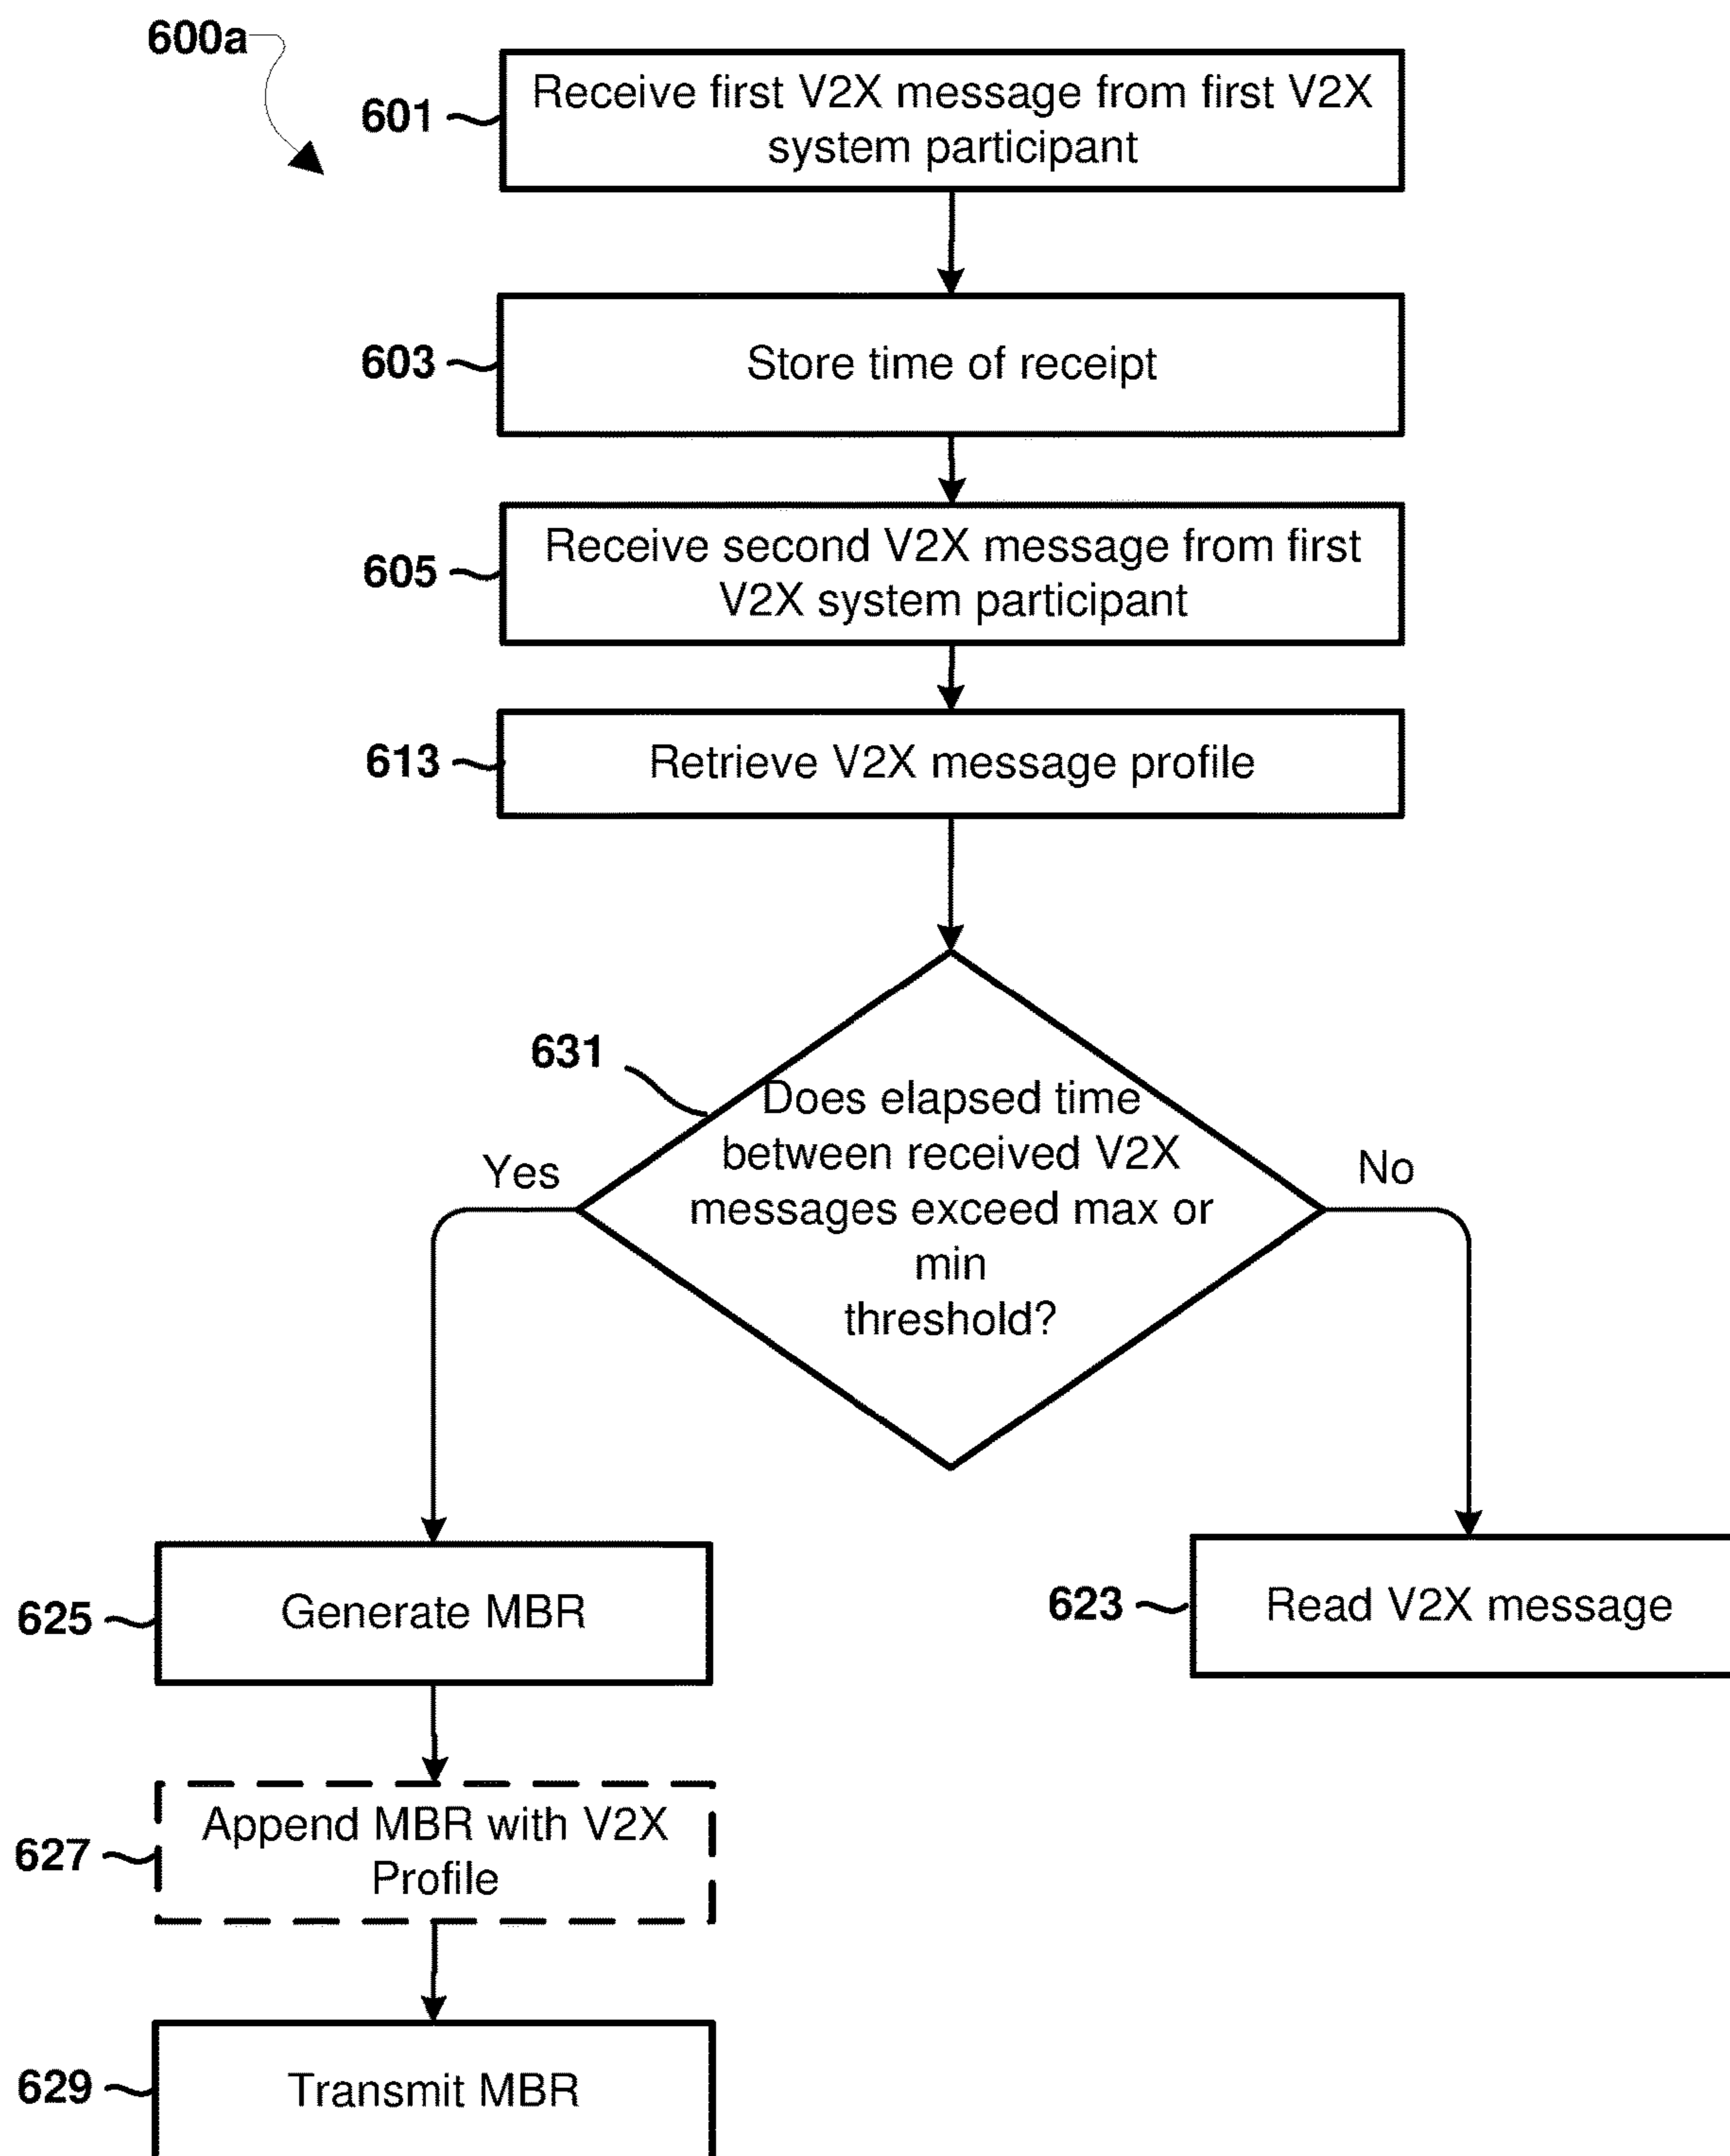 600a
601
Receive first V2X message from first V2X
system participant
603
Store time of receipt
605
Receive second V2X message from first
V2X system participant
613
Retrieve V2X message profile
631
Does elapsed time
between received V2X
messages exceed max or
min
threshold?
Yes
No
625
Generate MBR
623
Read V2X message
627
Append MBR with V2X
Profile
629
Transmit MBR